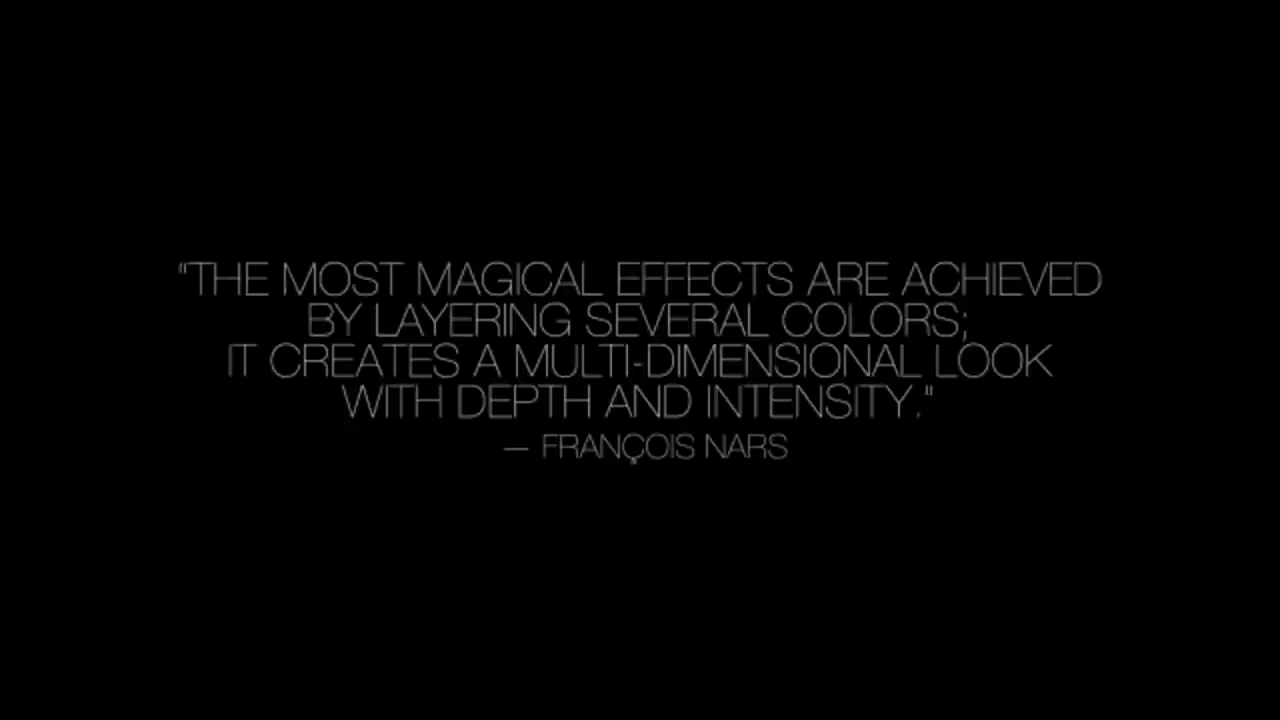 "THE MOST MAGICAL EFFECTS ARE ACHIEVED
BY LAYERING SEVERAL COLORS;
IT CREATES A MULTI-DIMENSIONAL LOOK
WITH DEPTH AND INTENSITY."
— FRANÇOIS NARS